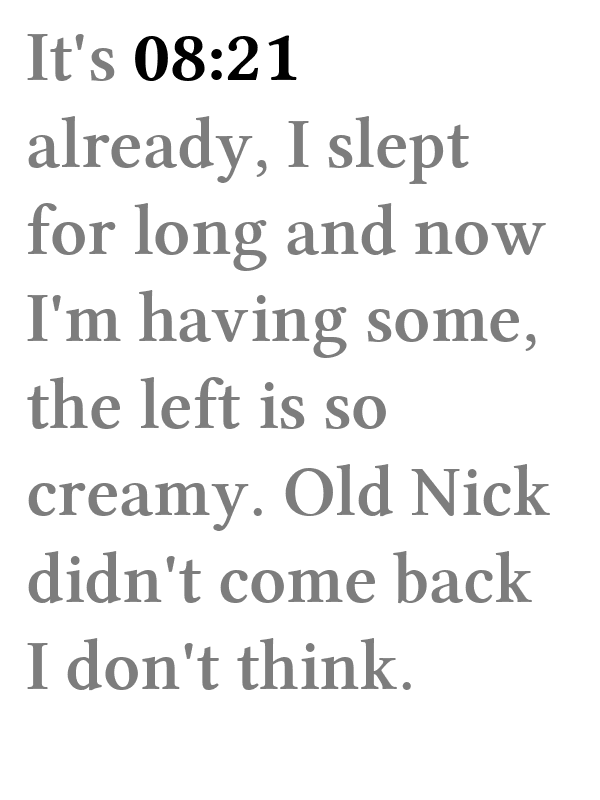 It's 08:21
already, I slept
for long and now
I'm having some,
the left is so
creamy. Old Nick
didn't come back
I don't think.